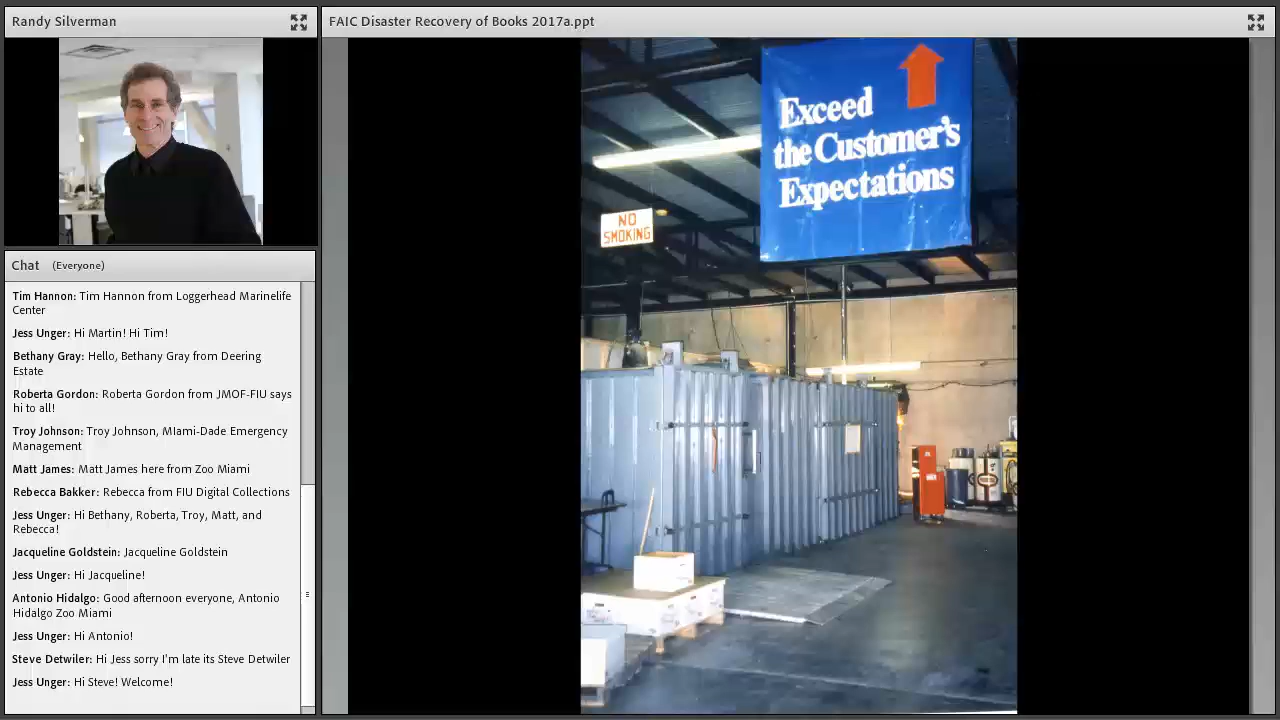 Randy Silverman
FAIC Disaster Recovery of Books 2017a.ppt
Chat (Everyone)
Tim Hannon: Tim Hannon from Loggerhead Marinelife
Center
Jess Unger: Hi Martin! Hi Tim!
Bethany Gray: Hello, Bethany Gray from Deering
Estate
Roberta Gordon: Roberta Gordon from JMOF-FIU says
hi to all!
Troy Johnson: Troy Johnson, MIami-Dade Emergency
Management
Matt James: Matt James here from Zoo Miami
Rebecca Bakker: Rebecca from FIU Digital Collections
Jess Unger: Hi Bethany, Roberta, Troy, Matt, and
Rebecca!
Jacqueline Goldstein: Jacqueline Goldstein
Jess Unger: Hi Jacqueline!
Antonio Hidalgo: Good afternoon everyone, Antonio
Hidalgo Zoo Miami
Jess Unger: Hi Antonio!
Steve Detwiler: Hi Jess sorry I'm late its Steve Detwiler
Jess Unger: Hi Steve! Welcome!
Exceed
the Customer's
Expectations
NO
SMOKING